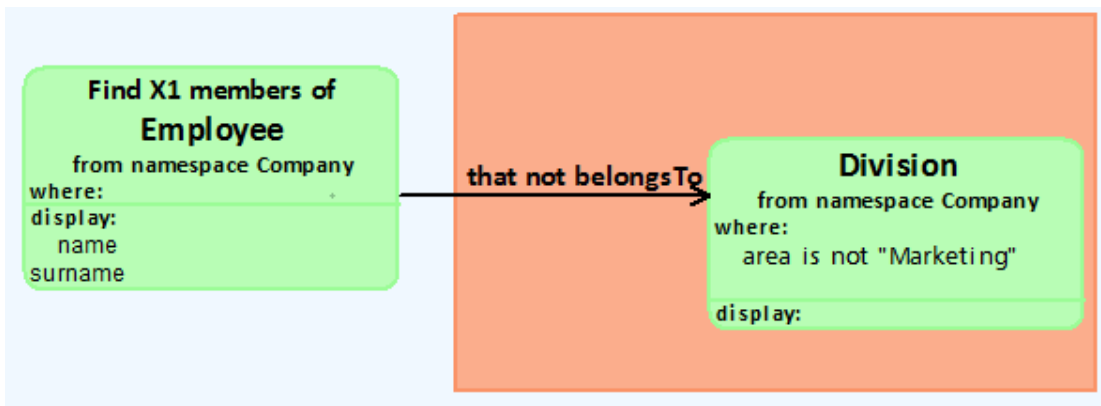 Find X1 members of
Employee
from namespace Company
where:
display:
name
surname
that not belongsTo
Division
from namespace Company
where:
area is not "Marketing"
display: